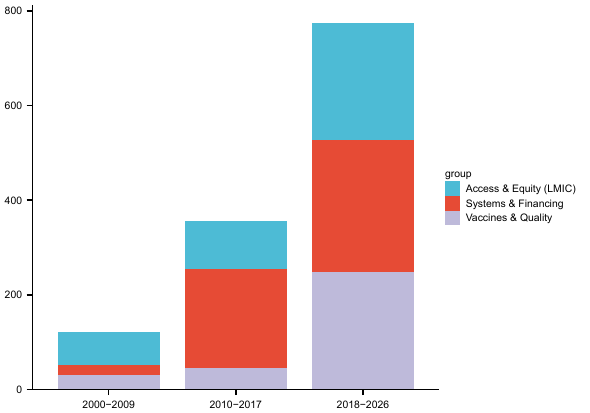 800
600
400
200
0
2000−2009
2010−2017
2018−2026
group
Access & Equity (LMIC)
Systems & Financing
Vaccines & Quality